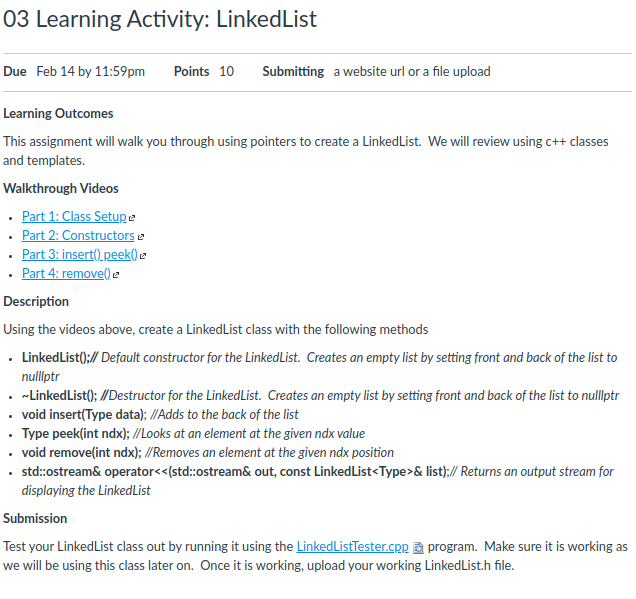 03 Learning Activity: LinkedList
Due Feb 14 by 11:59pm Points 10 Submitting a website url or a file upload
Learning Outcomes
This assignment will walk you through using pointers to create a LinkedList. We will review using c++ classes
and templates.
Walkthrough Videos
• Part 1: Class Setup
• Part 2: Constructors
• Part 3: insert() peek()
• Part 4: remove()
Description
Using the videos above, create a LinkedList class with the following methods
• LinkedList();// Default constructor for the LinkedList. Creates an empty list by setting front and back of the list to
nulllptr
• ~LinkedList(); //Destructor for the LinkedList. Creates an empty list by setting front and back of the list to nulllptr
• void insert(Type data); //Adds to the back of the list
• Type peek(int ndx); //Looks at an element at the given ndx value
• void remove(int ndx); //Removes an element at the given ndx position
• std::ostream& operator<<(std::ostream& out, const LinkedList<Type>& list);// Returns an output stream for
displaying the LinkedList
Submission
Test your LinkedList class out by running it using the LinkedListTester.cpp program. Make sure it is working as
we will be using this class later on. Once it is working, upload your working LinkedList.h file.